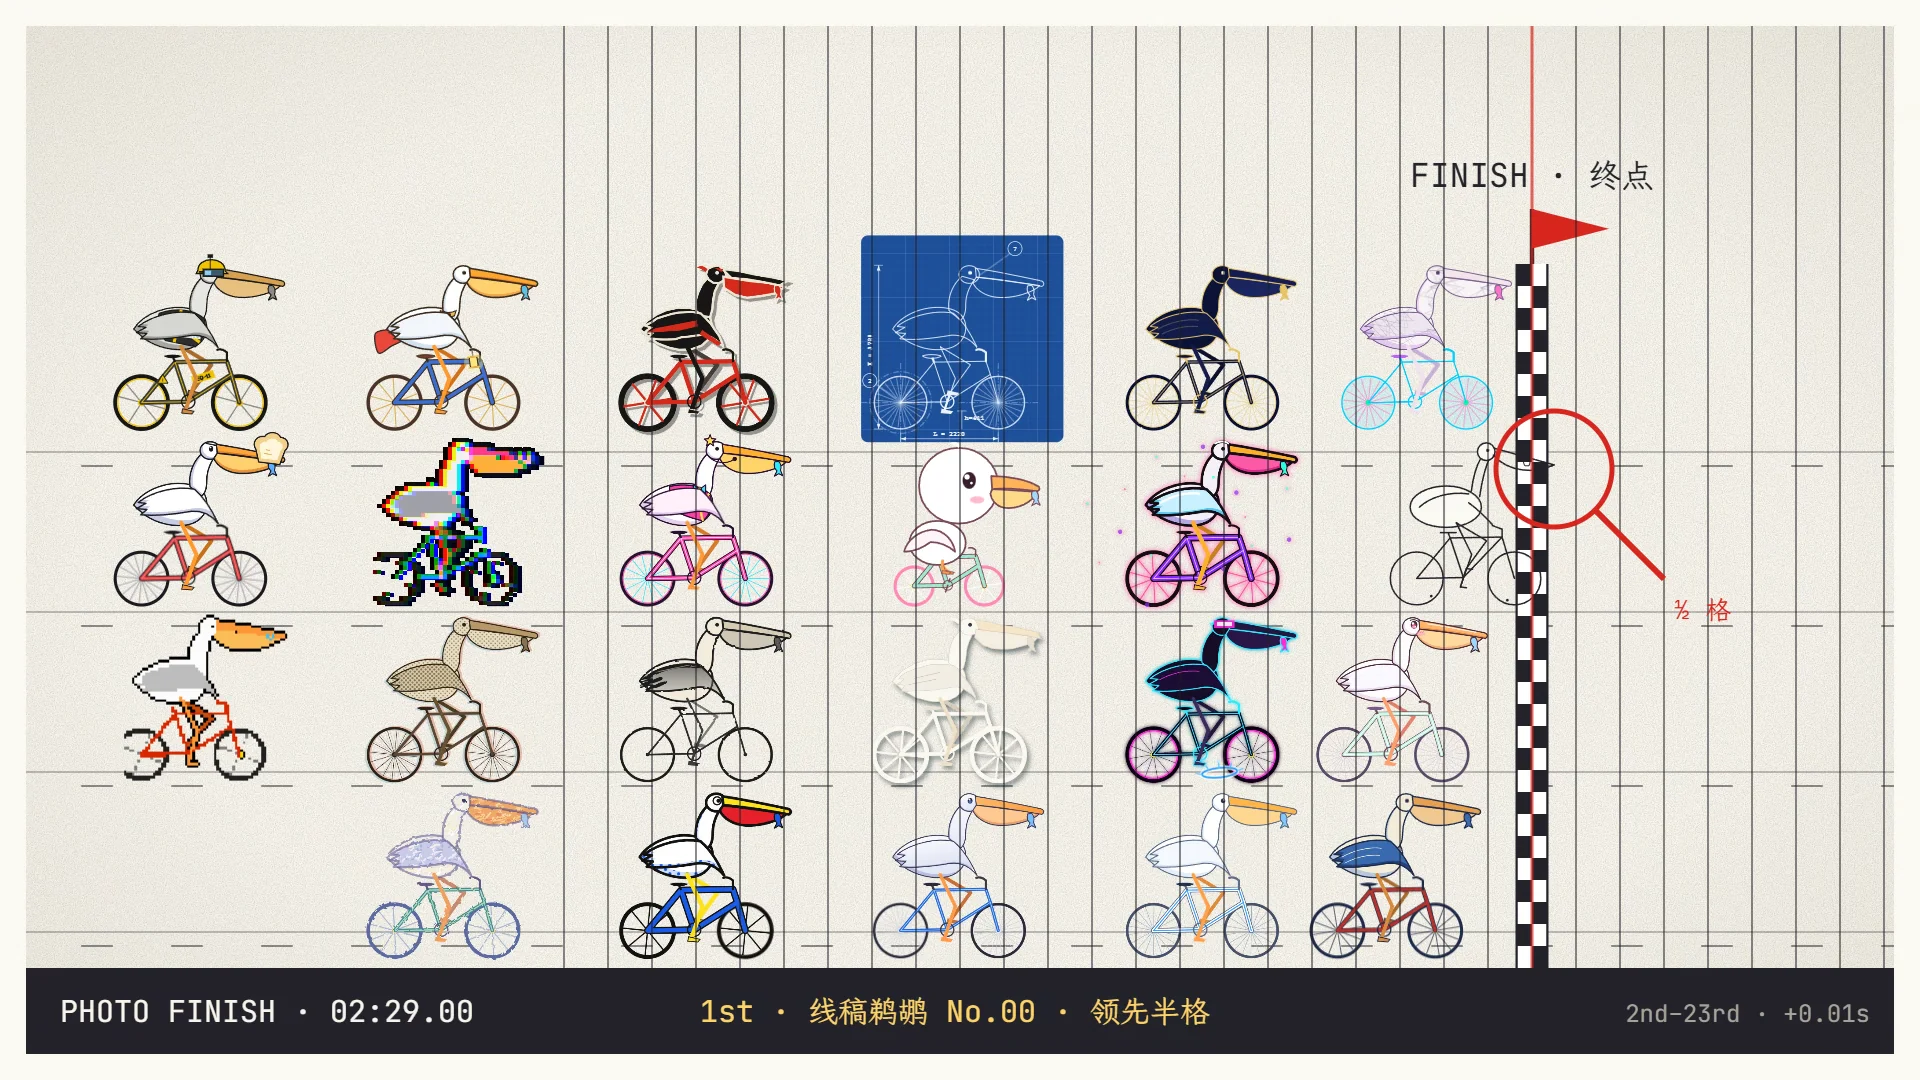 FINISH · 终点
½ 格
PHOTO FINISH · 02:29.00
1st · 线稿鹈鹕 No.00 · 领先半格
2nd–23rd · +0.01s